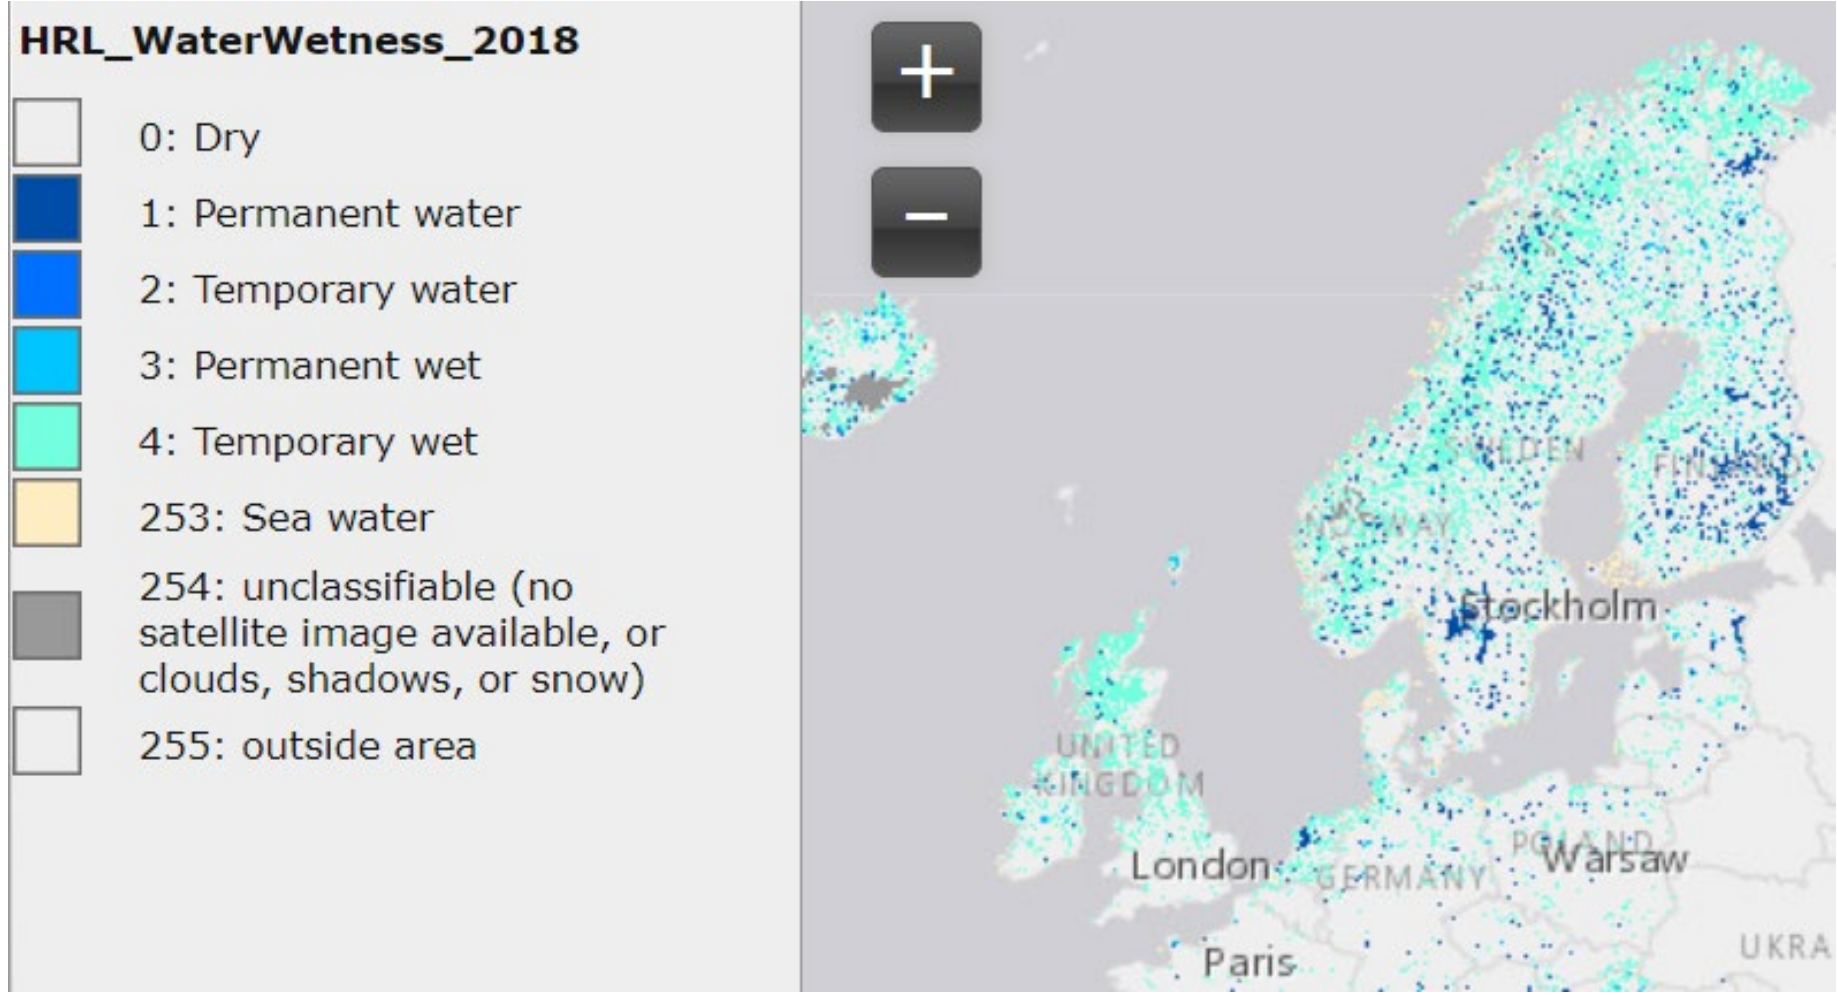 HRL_WaterWetness_2018
0: Dry
1: Permanent water
2: Temporary water
3: Permanent wet
4: Temporary wet
253: Sea water
254: unclassifiable (no
satellite image available, or
clouds, shadows, or snow)
255: outside area
+
−
SWEDEN
FINLAND
NORWAY
Stockholm
UNITED
KINGDOM
POLAND
Warsaw
London
GERMANY
UKRA
Paris